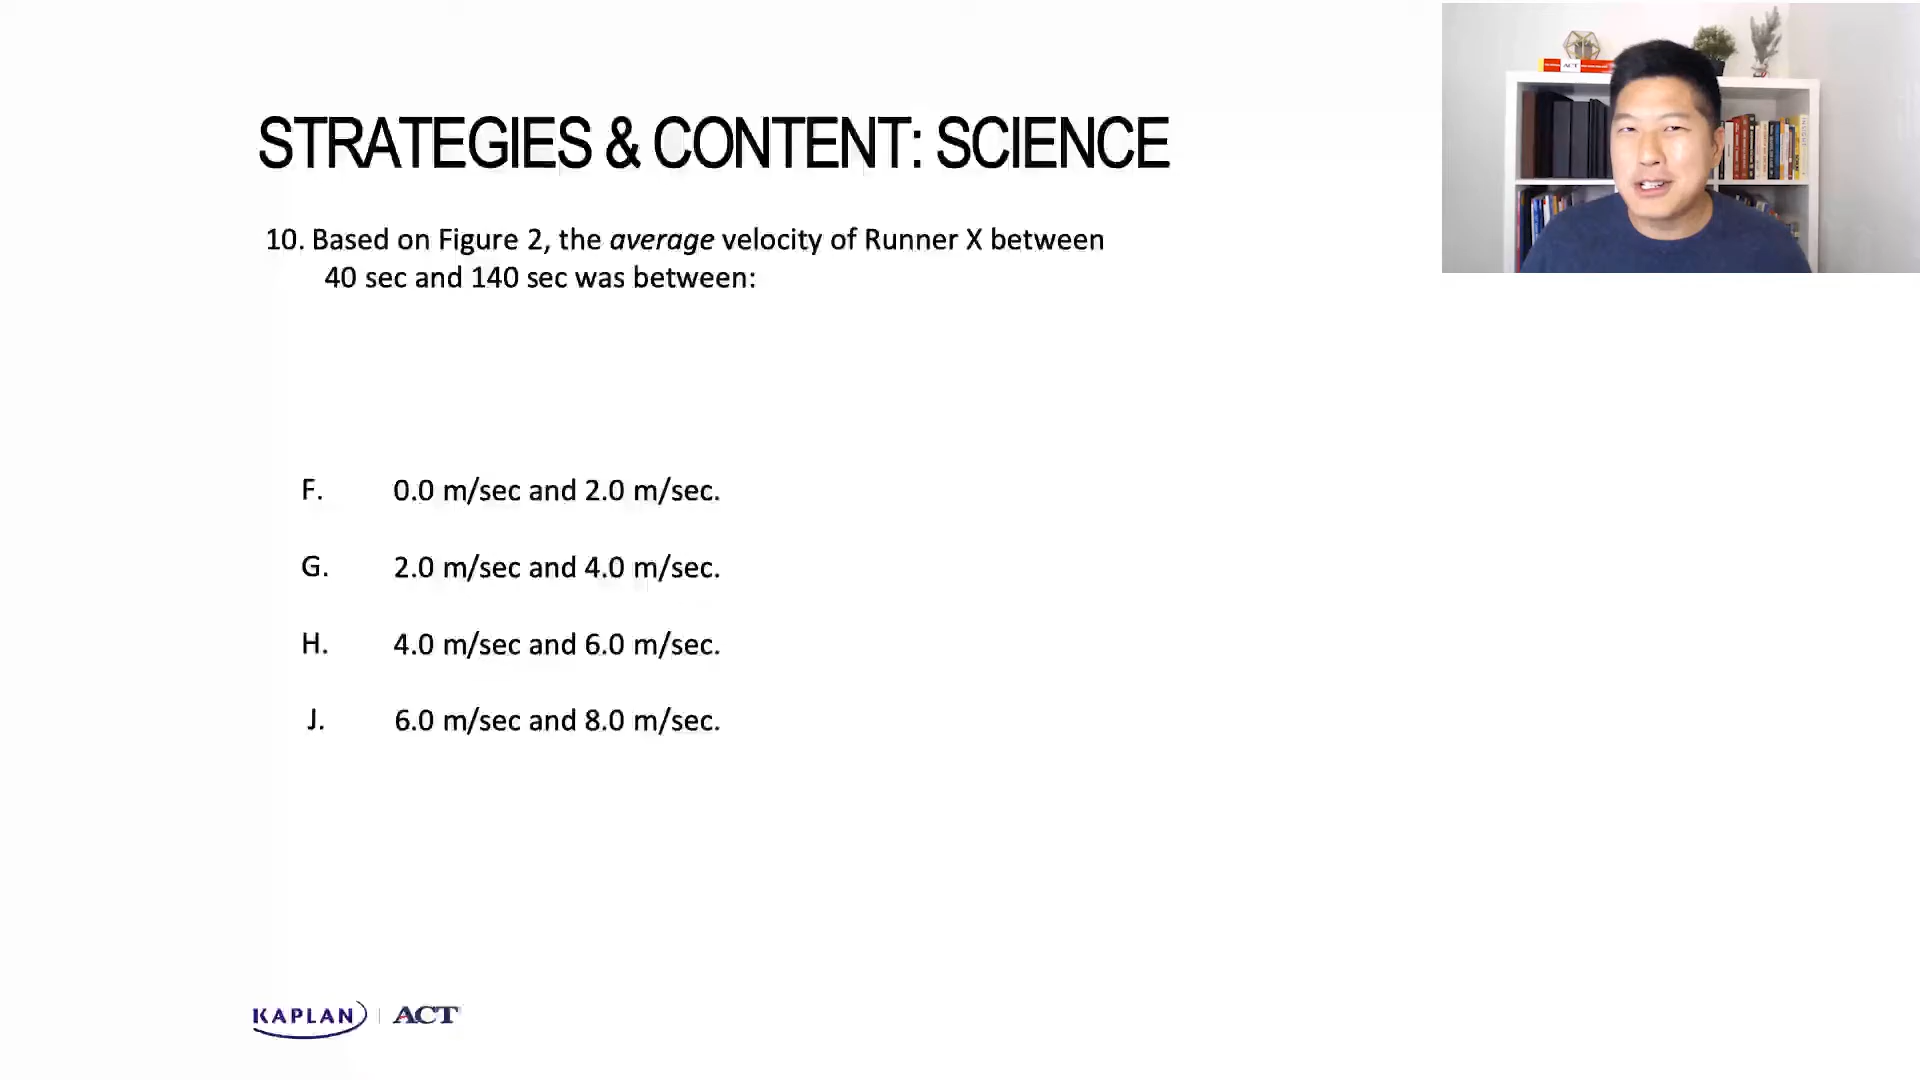 STRATEGIES & CONTENT: SCIENCE
10. Based on Figure 2, the average velocity of Runner X between
40 sec and 140 sec was between:
F. 0.0 m/sec and 2.0 m/sec.
G. 2.0 m/sec and 4.0 m/sec.
H. 4.0 m/sec and 6.0 m/sec.
J. 6.0 m/sec and 8.0 m/sec.
KAPLAN | ACT
ACT